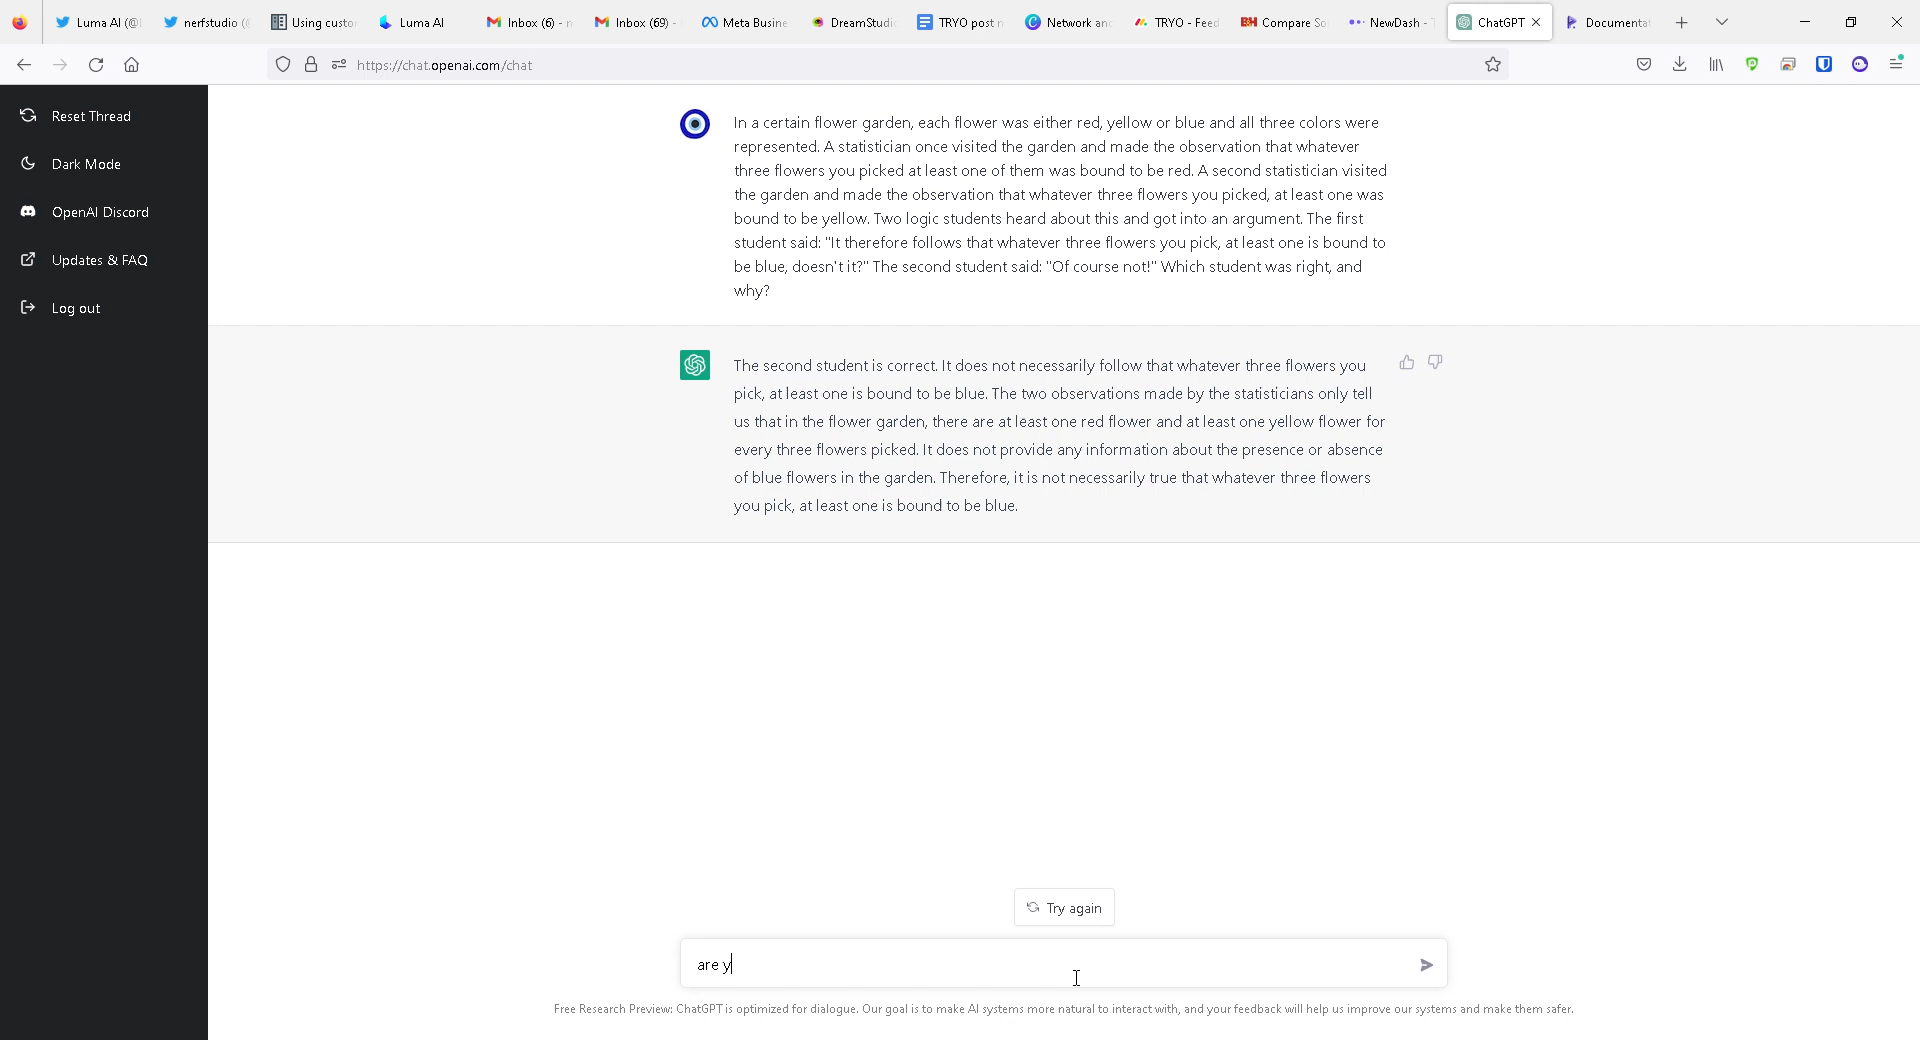 Luma AI (@
nerfstudio (
Using custo
Luma AI
Inbox (6) - n
Inbox (69) -
Meta Busine
DreamStudi
TRYO post n
Network an
TRYO - Feed
Compare So
NewDash - T
ChatGPT
Documenta
https://chat.openai.com/chat
Reset Thread
Dark Mode
OpenAI Discord
Updates & FAQ
Log out
In a certain flower garden, each flower was either red, yellow or blue and all three colors were
represented. A statistician once visited the garden and made the observation that whatever
three flowers you picked at least one of them was bound to be red. A second statistician visited
the garden and made the observation that whatever three flowers you picked, at least one was
bound to be yellow. Two logic students heard about this and got into an argument. The first
student said: "It therefore follows that whatever three flowers you pick, at least one is bound to
be blue, doesn't it?" The second student said: "Of course not!" Which student was right, and
why?
The second student is correct. It does not necessarily follow that whatever three flowers you
pick, at least one is bound to be blue. The two observations made by the statisticians only tell
us that in the flower garden, there are at least one red flower and at least one yellow flower for
every three flowers picked. It does not provide any information about the presence or absence
of blue flowers in the garden. Therefore, it is not necessarily true that whatever three flowers
you pick, at least one is bound to be blue.
Try again
are y
Free Research Preview: ChatGPT is optimized for dialogue. Our goal is to make AI systems more natural to interact with, and your feedback will help us improve our systems and make them safer.